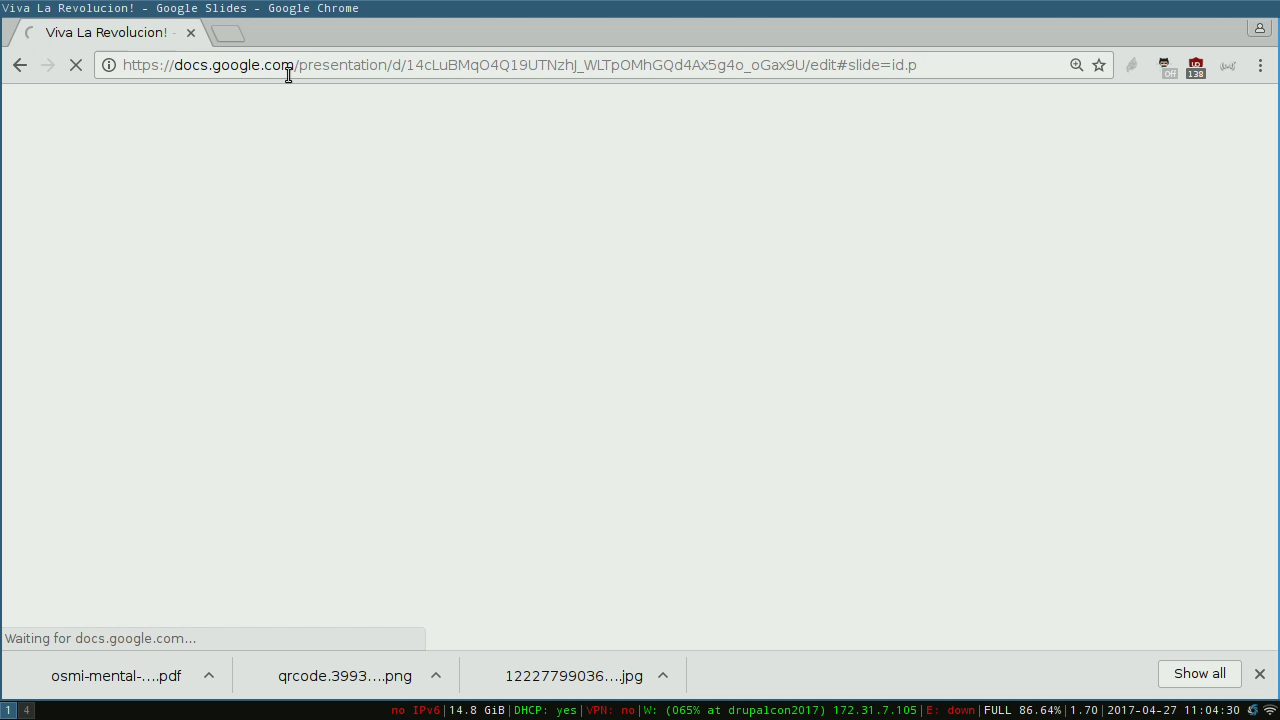 Viva La Revolucion! - Google Slides - Google Chrome
Viva La Revolucion! -
https://docs.google.com/presentation/d/14cLuBMqO4Q19UTNzhJ_WLTpOMhGQd4Ax5g4o_oGax9U/edit#slide=id.p
Off
138
Waiting for docs.google.com...
osmi-mental-....pdf
qrcode.3993....png
12227799036....jpg
Show all
1 4 no IPv6|14.8 GiB|DHCP: yes|VPN: no|W: (065% at drupalcon2017) 172.31.7.105|E: down|FULL 86.64%|1.70|2017-04-27 11:04:30